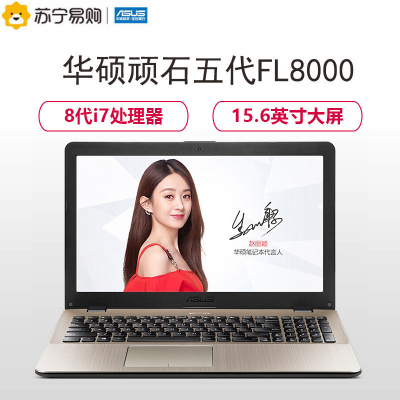 苏宁易购
ASUS
华硕顽石五代FL8000
8代i7处理器
15.6英寸大屏
赵丽颖
华硕笔记本代言人
ASUS